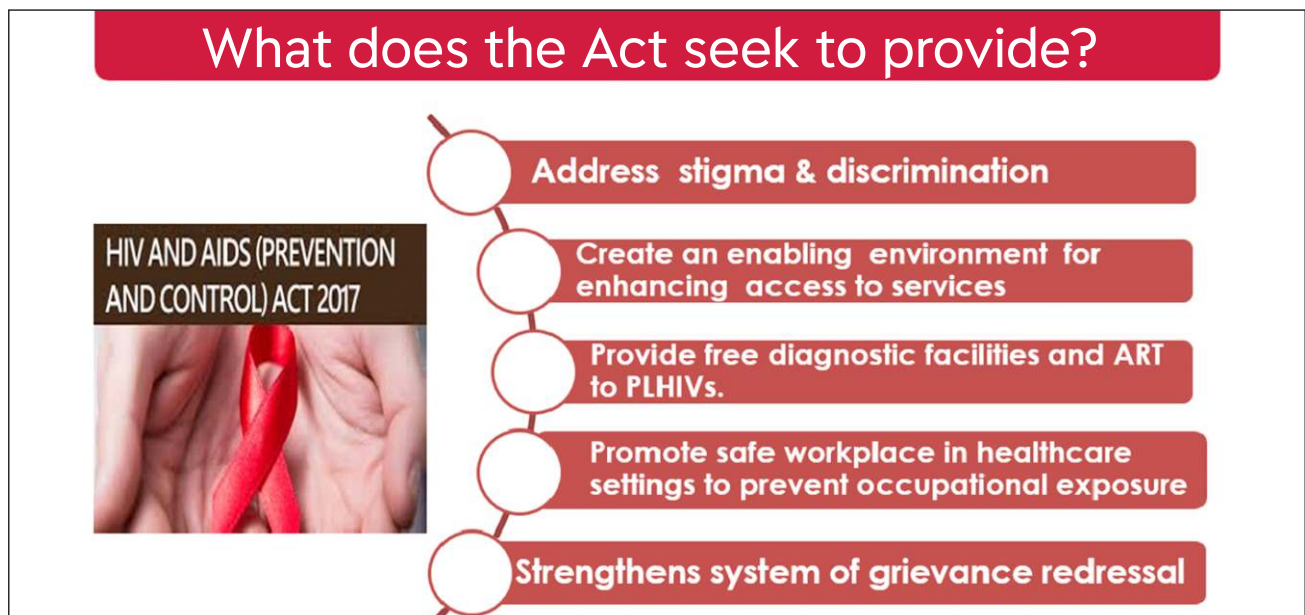 What does the Act seek to provide?
Address stigma & discrimination
HIV AND AIDS (PREVENTION
AND CONTROL) ACT 2017
Create an enabling environment for
enhancing access to services
Provide free diagnostic facilities and ART
to PLHIVs.
Promote safe workplace in healthcare
settings to prevent occupational exposure
Strengthens system of grievance redressal